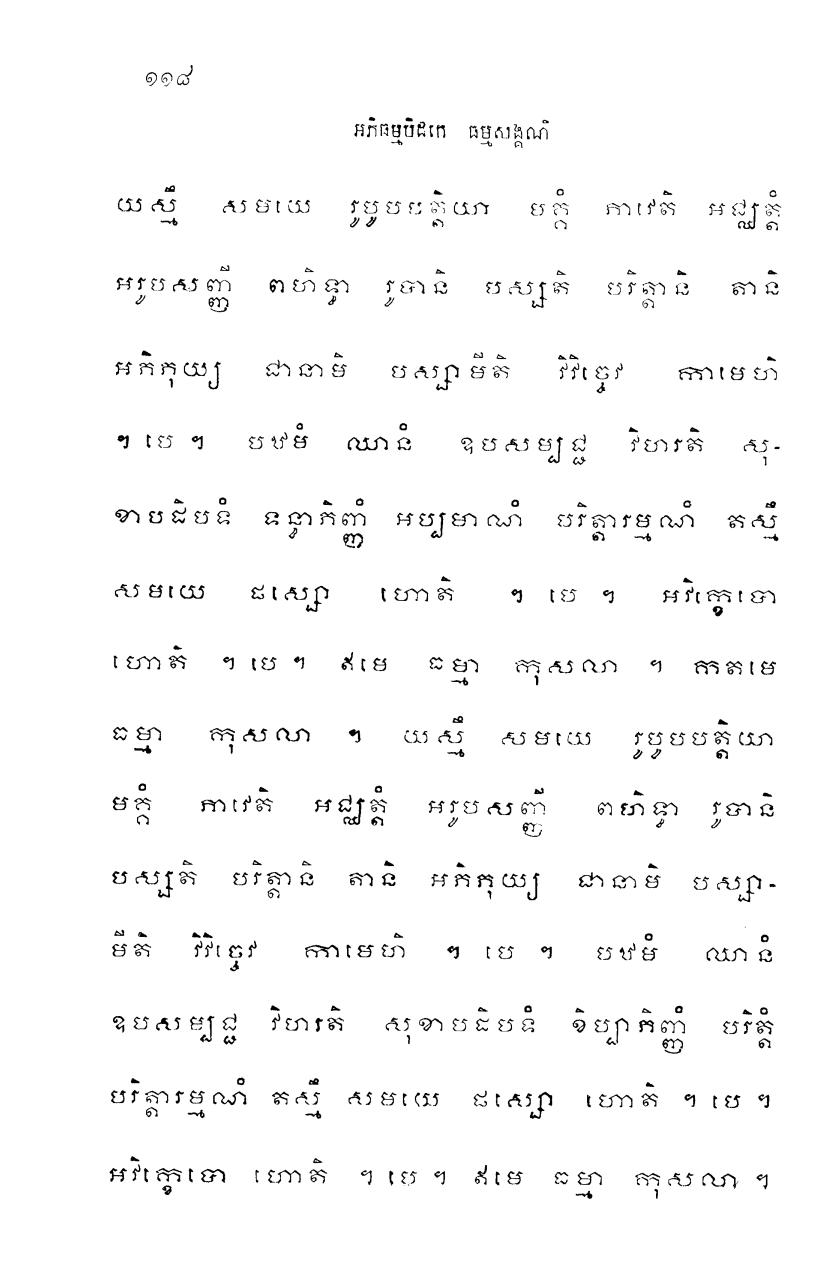 ១១៨
អភិធម្មបិដកេ ធម្មសង្គណី
យស្មឹ សមយេ រូបូបបត្តិយា មគ្គំ ភាវេតិ អជ្ឈត្តំ
អរូបសញ្ញី ពហិទ្ធា រូបានិ បស្សតិ បរិត្តានិ តានិ
អភិភុយ្យ ជានាមិ បស្សាមីតិ វិវិច្ចេវ កាមេហិ
។ បេ ។ បឋមំ ឈានំ ឧបសម្បជ្ជ វិហរតិ សុ-
ខាបដិបទំ ទន្ធាភិញ្ញំ អប្បមាណំ បរិត្តារម្មណំ តស្មឹ
សមយេ ផស្សោ ហោតិ ។ បេ ។ អវិក្ខេបោ
ហោតិ ។ បេ ។ ឥមេ ធម្មា កុសលា ។ កតមេ
ធម្មា កុសលា ។ យស្មឹ សមយេ រូបូបបត្តិយា
មគ្គំ ភាវេតិ អជ្ឈត្តំ អរូបសញ្ញី ពហិទ្ធា រូបានិ
បស្សតិ បរិត្តានិ តានិ អភិភុយ្យ ជានាមិ បស្សា-
មីតិ វិវិច្ចេវ កាមេហិ ។ បេ ។ បឋមំ ឈានំ
ឧបសម្បជ្ជ វិហរតិ សុខាបដិបទំ ខិប្បាភិញ្ញំ បរិត្តំ
បរិត្តារម្មណំ តស្មឹ សមយេ ផស្សោ ហោតិ ។ បេ ។
អវិក្ខេបោ ហោតិ ។ បេ ។ ឥមេ ធម្មា កុសលា ។